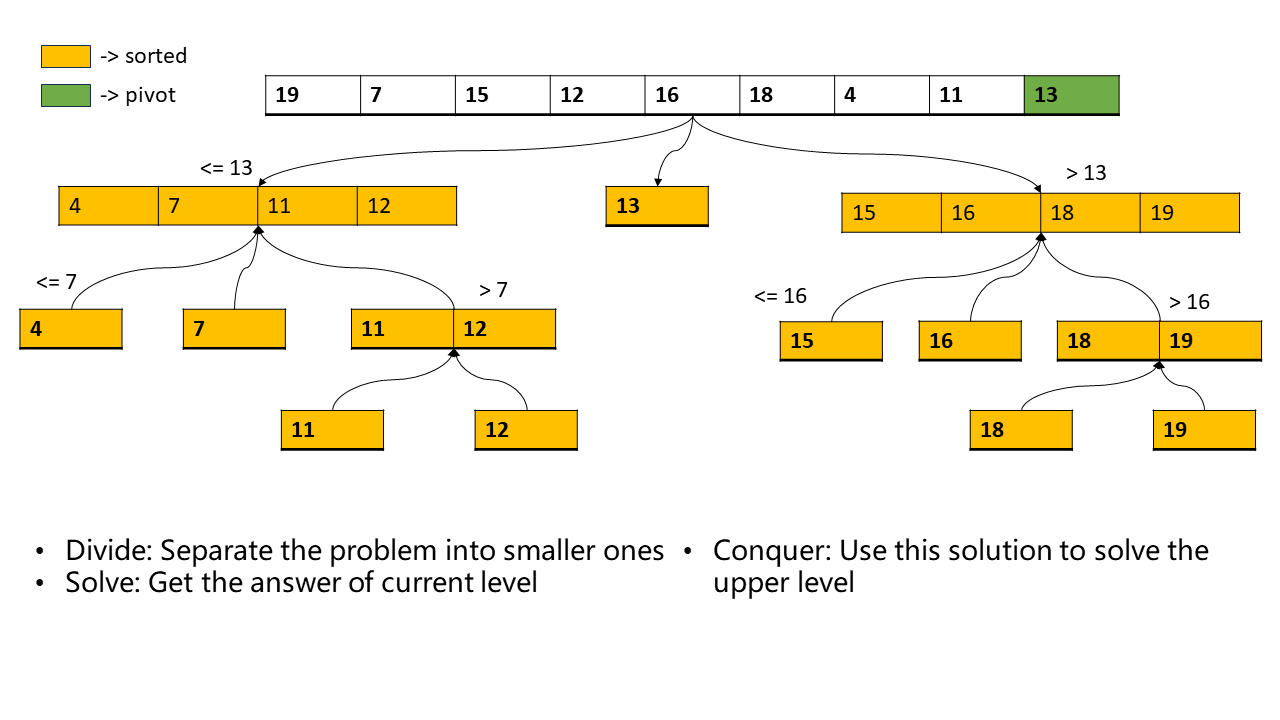 -> sorted
-> pivot
19 7 15 12 16 18 4 11 13
<= 13
> 13
4 7 11 12
13
15 16 18 19
<= 7
> 7
<= 16
> 16
4
7
11 12
15
16
18 19
11
12
18
19
• Divide: Separate the problem into smaller ones
• Solve: Get the answer of current level
• Conquer: Use this solution to solve the
upper level